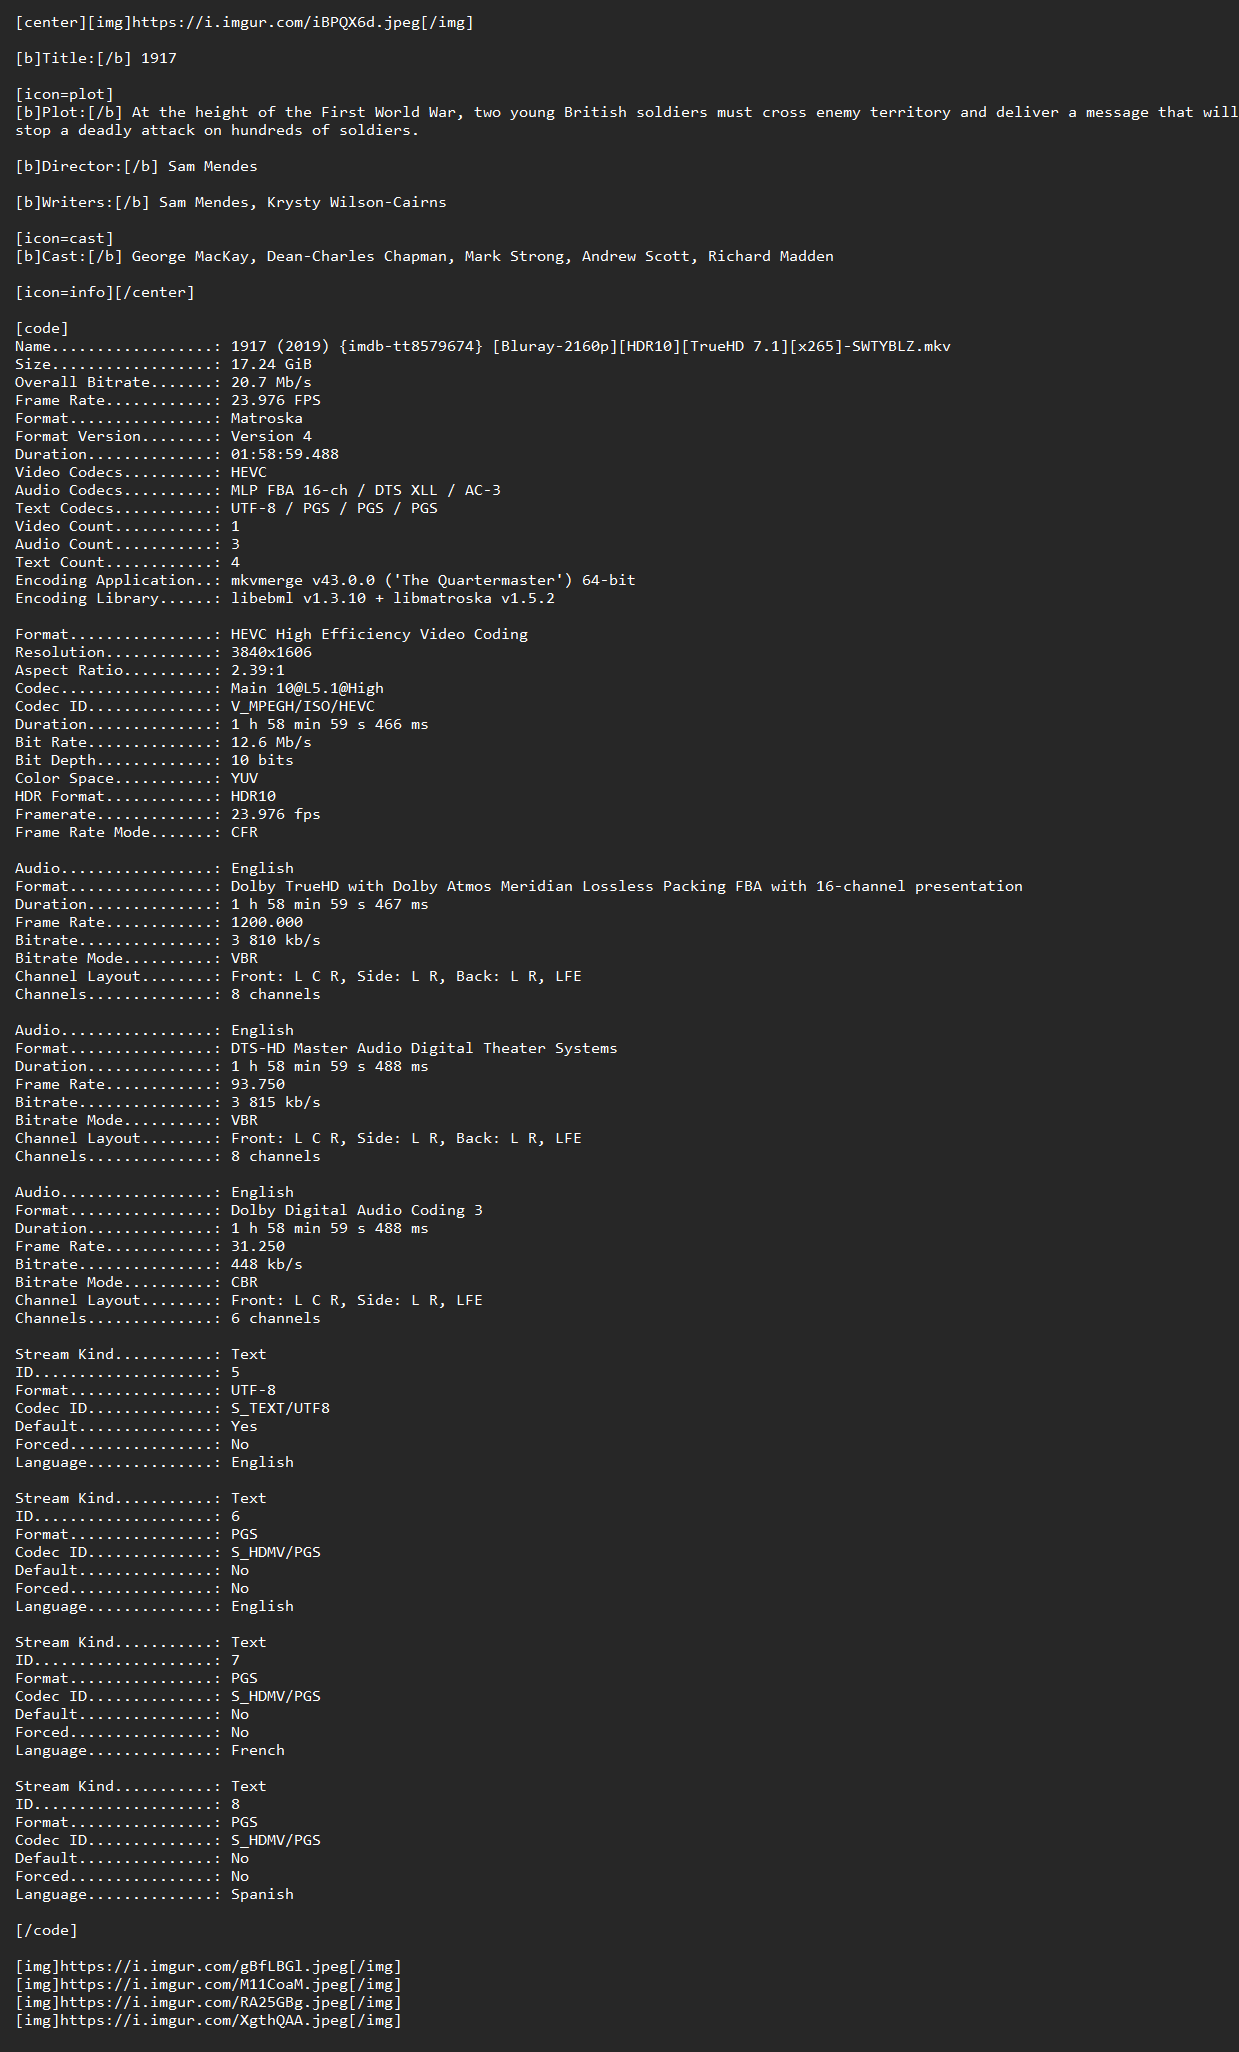 [center][img]https://i.imgur.com/iBPQX6d.jpeg[/img]
[b]Title:[/b] 1917
[icon=plot]
[b]Plot:[/b] At the height of the First World War, two young British soldiers must cross enemy territory and deliver a message that will
stop a deadly attack on hundreds of soldiers.
[b]Director:[/b] Sam Mendes
[b]Writers:[/b] Sam Mendes, Krysty Wilson-Cairns
[icon=cast]
[b]Cast:[/b] George MacKay, Dean-Charles Chapman, Mark Strong, Andrew Scott, Richard Madden
[icon=info][/center]
[code]
Name..................: 1917 (2019) {imdb-tt8579674} [Bluray-2160p][HDR10][TrueHD 7.1][x265]-SWTYBLZ.mkv
Size..................: 17.24 GiB
Overall Bitrate.......: 20.7 Mb/s
Frame Rate............: 23.976 FPS
Format................: Matroska
Format Version........: Version 4
Duration..............: 01:58:59.488
Video Codecs..........: HEVC
Audio Codecs..........: MLP FBA 16-ch / DTS XLL / AC-3
Text Codecs...........: UTF-8 / PGS / PGS / PGS
Video Count...........: 1
Audio Count...........: 3
Text Count............: 4
Encoding Application..: mkvmerge v43.0.0 ('The Quartermaster') 64-bit
Encoding Library......: libebml v1.3.10 + libmatroska v1.5.2
Format................: HEVC High Efficiency Video Coding
Resolution............: 3840x1606
Aspect Ratio..........: 2.39:1
Codec.................: Main 10@L5.1@High
Codec ID..............: V_MPEGH/ISO/HEVC
Duration..............: 1 h 58 min 59 s 466 ms
Bit Rate..............: 12.6 Mb/s
Bit Depth.............: 10 bits
Color Space...........: YUV
HDR Format............: HDR10
Framerate.............: 23.976 fps
Frame Rate Mode.......: CFR
Audio.................: English
Format................: Dolby TrueHD with Dolby Atmos Meridian Lossless Packing FBA with 16-channel presentation
Duration..............: 1 h 58 min 59 s 467 ms
Frame Rate............: 1200.000
Bitrate...............: 3 810 kb/s
Bitrate Mode..........: VBR
Channel Layout........: Front: L C R, Side: L R, Back: L R, LFE
Channels..............: 8 channels
Audio.................: English
Format................: DTS-HD Master Audio Digital Theater Systems
Duration..............: 1 h 58 min 59 s 488 ms
Frame Rate............: 93.750
Bitrate...............: 3 815 kb/s
Bitrate Mode..........: VBR
Channel Layout........: Front: L C R, Side: L R, Back: L R, LFE
Channels..............: 8 channels
Audio.................: English
Format................: Dolby Digital Audio Coding 3
Duration..............: 1 h 58 min 59 s 488 ms
Frame Rate............: 31.250
Bitrate...............: 448 kb/s
Bitrate Mode..........: CBR
Channel Layout........: Front: L C R, Side: L R, LFE
Channels..............: 6 channels
Stream Kind...........: Text
ID....................: 5
Format................: UTF-8
Codec ID..............: S_TEXT/UTF8
Default...............: Yes
Forced................: No
Language..............: English
Stream Kind...........: Text
ID....................: 6
Format................: PGS
Codec ID..............: S_HDMV/PGS
Default...............: No
Forced................: No
Language..............: English
Stream Kind...........: Text
ID....................: 7
Format................: PGS
Codec ID..............: S_HDMV/PGS
Default...............: No
Forced................: No
Language..............: French
Stream Kind...........: Text
ID....................: 8
Format................: PGS
Codec ID..............: S_HDMV/PGS
Default...............: No
Forced................: No
Language..............: Spanish
[/code]
[img]https://i.imgur.com/gBfLBGl.jpeg[/img]
[img]https://i.imgur.com/M11CoaM.jpeg[/img]
[img]https://i.imgur.com/RA25GBg.jpeg[/img]
[img]https://i.imgur.com/XgthQAA.jpeg[/img]